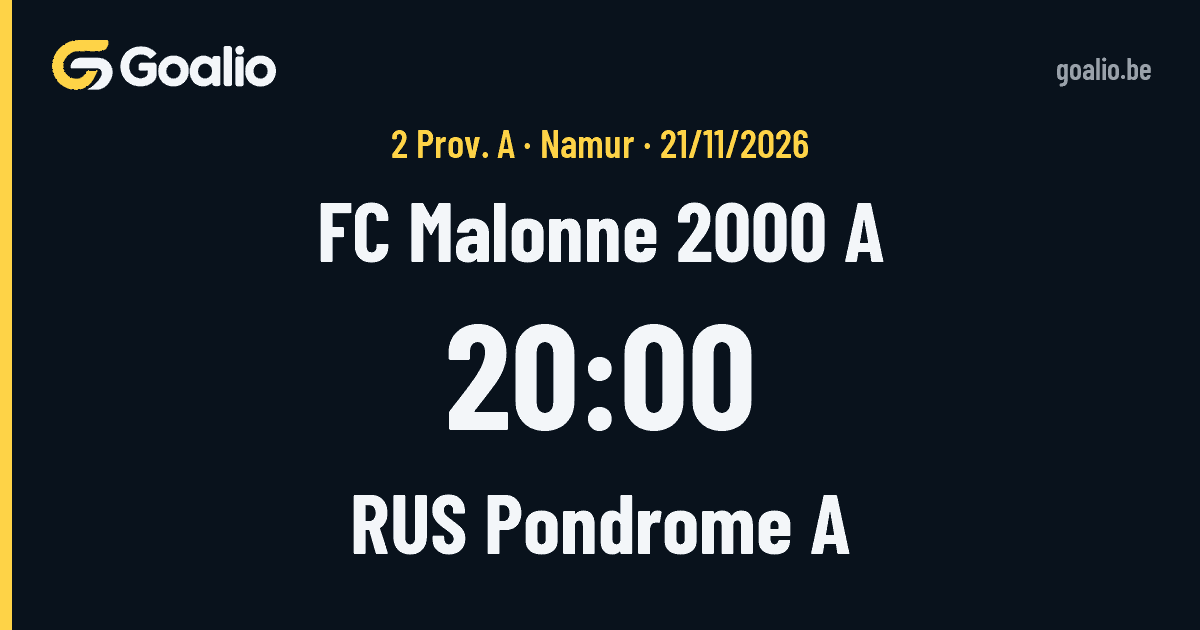 Goalio
goalio.be
2 Prov. A · Namur · 21/11/2026
FC Malonne 2000 A
20:00
RUS Pondrome A